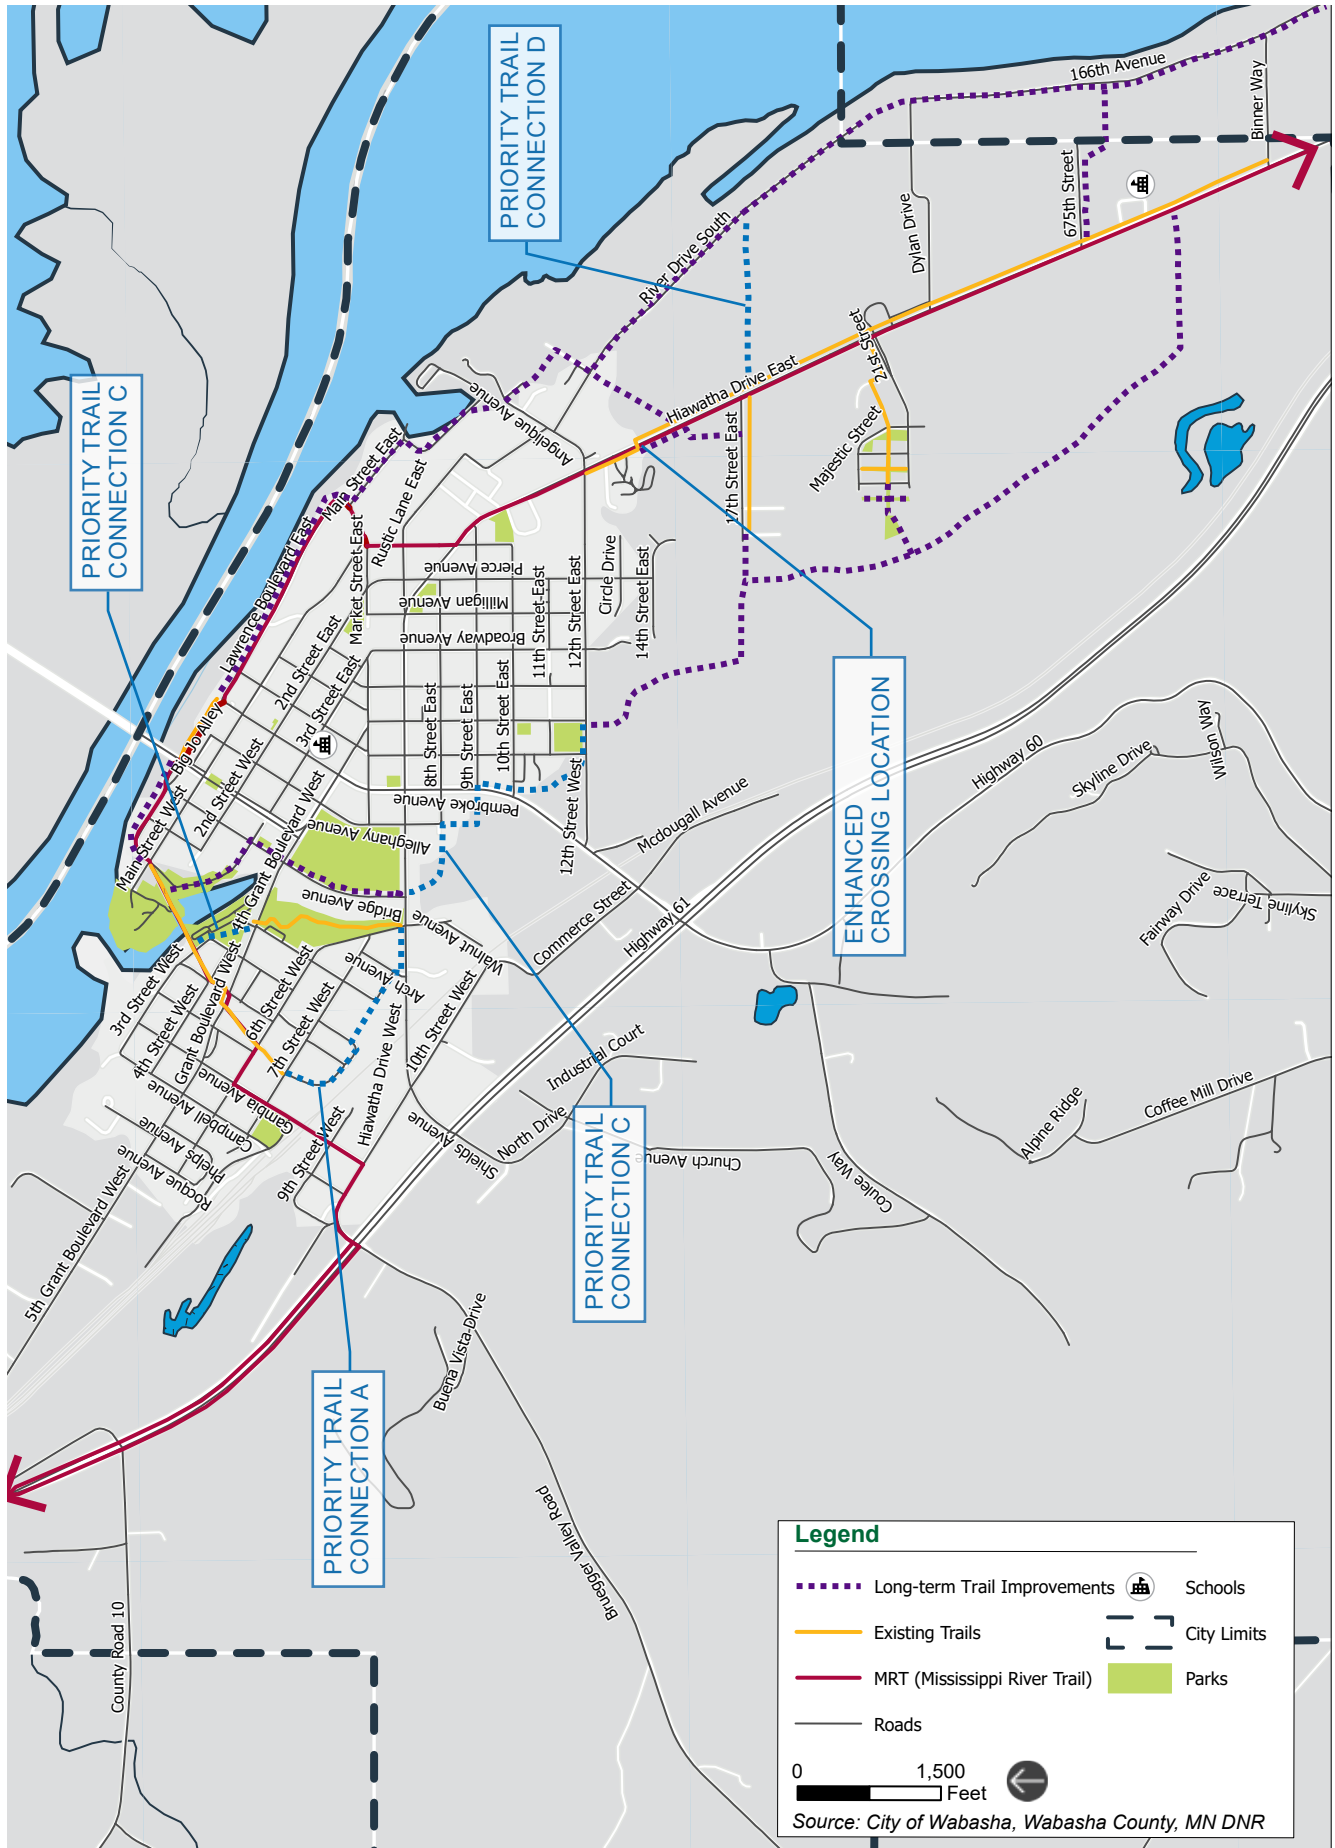 PRIORITY TRAIL
CONNECTION D
166th Avenue
Binner Way
675th Street
Dylan Drive
River Drive South
21st Street
Hiawatha Drive East
17th Street East
Majestic Street
PRIORITY TRAIL
CONNECTION C
Angelique Avenue
Main Street East
Rustic Lane East
Market Street East
Lawrence Boulevard East
Pierce Avenue
Milligan Avenue
Broadway Avenue
11th Street East
12th Street East
Circle Drive
14th Street East
2nd Street East
3rd Street East
8th Street East
9th Street East
10th Street East
Big Jo Alley
2nd Street West
Main Street West
Pembroke Avenue
Alleghany Avenue
12th Street West
Mcdougall Avenue
ENHANCED
CROSSING LOCATION
Highway 60
Skyline Drive
Wilson Way
4th Grant Boulevard West
Bridge Avenue
Walnut Avenue
Commerce Street
Highway 61
Fairway Drive
Skyline Terrace
3rd Street West
4th Street West
Grant Boulevard West
6th Street West
7th Street West
Arch Avenue
Hiawatha Drive West
10th Street West
Industrial Court
North Drive
Church Avenue
Coulee Way
Alpine Ridge
Coffee Mill Drive
Gambia Avenue
Campbell Avenue
Phelps Avenue
Rocque Avenue
9th Street West
Shields Avenue
5th Grant Boulevard West
PRIORITY TRAIL
CONNECTION C
PRIORITY TRAIL
CONNECTION A
Buena Vista Drive
Bruegger Valley Road
County Road 10
Legend
Long-term Trail Improvements
Schools
Existing Trails
City Limits
MRT (Mississippi River Trail)
Parks
Roads
0 1,500
Feet
Source: City of Wabasha, Wabasha County, MN DNR